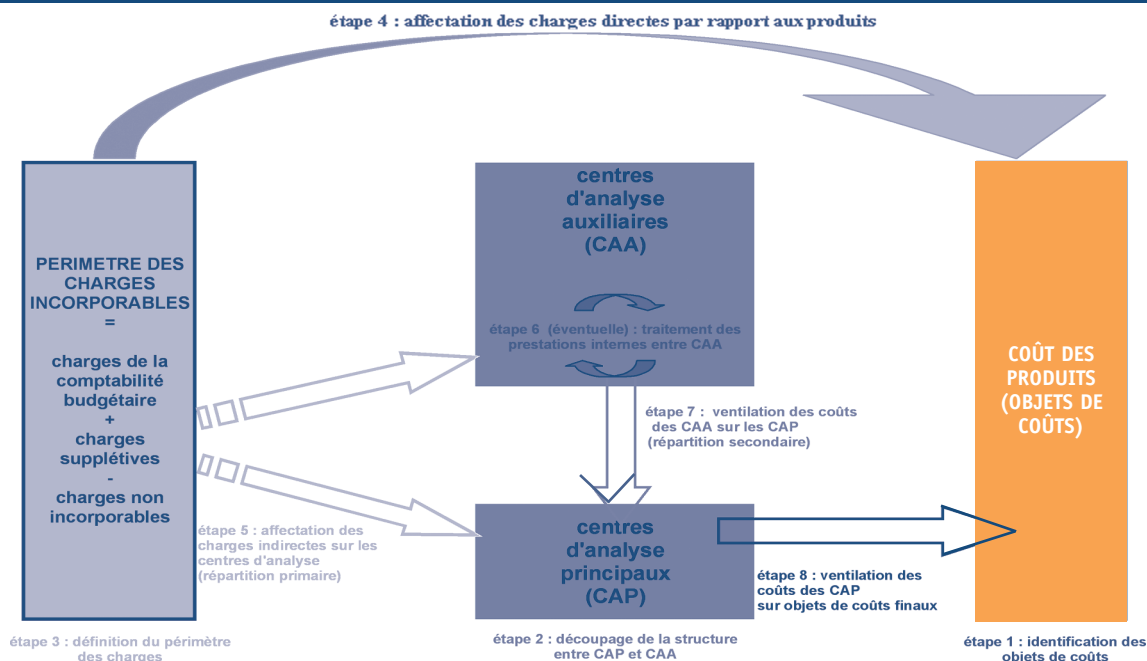 étape 4 : affectation des charges directes par rapport aux produits
PERIMETRE DES
CHARGES
INCORPORABLES
=
charges de la
comptabilité
budgétaire
+
charges
supplétives
-
charges non
incorporables
étape 3 : définition du périmètre
des charges
étape 5 : affectation des
charges indirectes sur les
centres d'analyse
(répartition primaire)
centres
d'analyse
auxiliaires
(CAA)
étape 6 (éventuelle) : traitement des
prestations internes entre CAA
étape 7 : ventilation des coûts
des CAA sur les CAP
(répartition secondaire)
centres
d'analyse
principaux
(CAP)
étape 2 : découpage de la structure
entre CAP et CAA
étape 8 : ventilation des
coûts des CAP
sur objets de coûts finaux
COÛT DES
PRODUITS
(OBJETS DE
COÛTS)
étape 1 : identification des
objets de coûts